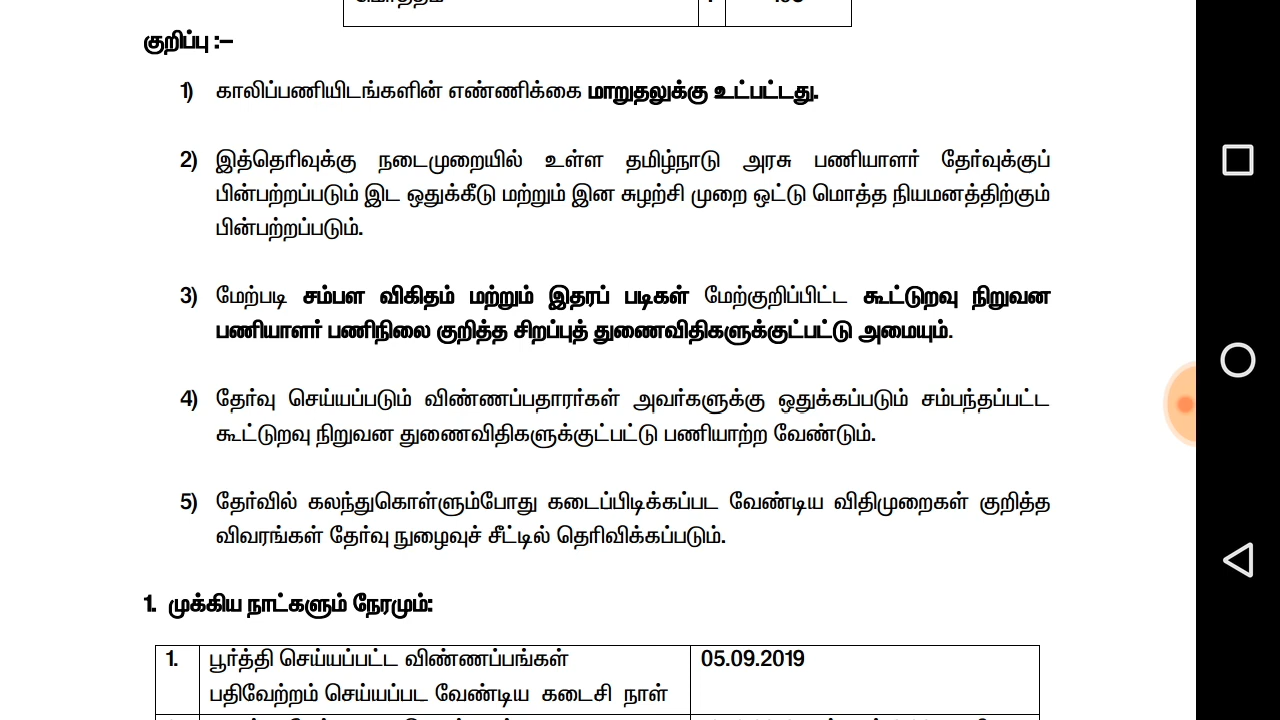 குறிப்பு :–
1) காலிப்பணியிடங்களின் எண்ணிக்கை மாறுதலுக்கு உட்பட்டது.
2) இத்தெரிவுக்கு நடைமுறையில் உள்ள தமிழ்நாடு அரசு பணியாளர் தேர்வுக்குப்
பின்பற்றப்படும் இட ஒதுக்கீடு மற்றும் இன சுழற்சி முறை ஒட்டு மொத்த நியமனத்திற்கும்
பின்பற்றப்படும்.
3) மேற்படி சம்பள விகிதம் மற்றும் இதரப் படிகள் மேற்குறிப்பிட்ட கூட்டுறவு நிறுவன
பணியாளர் பணிநிலை குறித்த சிறப்புத் துணைவிதிகளுக்குட்பட்டு அமையும்.
4) தேர்வு செய்யப்படும் விண்ணப்பதாரர்கள் அவர்களுக்கு ஒதுக்கப்படும் சம்பந்தப்பட்ட
கூட்டுறவு நிறுவன துணைவிதிகளுக்குட்பட்டு பணியாற்ற வேண்டும்.
5) தேர்வில் கலந்துகொள்ளும்போது கடைப்பிடிக்கப்பட வேண்டிய விதிமுறைகள் குறித்த
விவரங்கள் தேர்வு நுழைவுச் சீட்டில் தெரிவிக்கப்படும்.
1. முக்கிய நாட்களும் நேரமும்:
1. பூர்த்தி செய்யப்பட்ட விண்ணப்பங்கள் 05.09.2019
பதிவேற்றம் செய்யப்பட வேண்டிய கடைசி நாள்